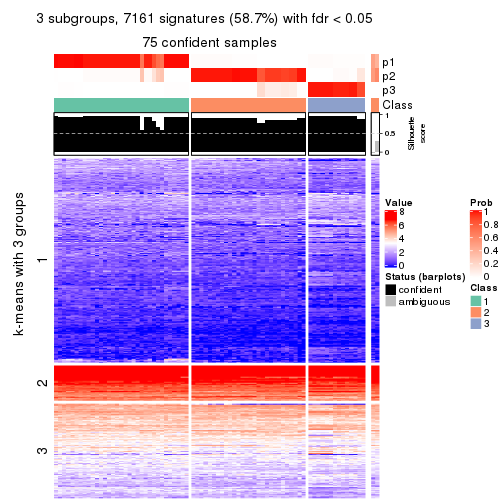 3 subgroups, 7161 signatures (58.7%) with fdr < 0.05
75 confident samples
p1
p2
p3
Class
1
0.5
0
Silhouette
score
k-means with 3 groups
1
2
3
Value
8
6
4
2
0
Status (barplots)
confident
ambiguous
Prob
1
0.8
0.6
0.4
0.2
0
Class
1
2
3